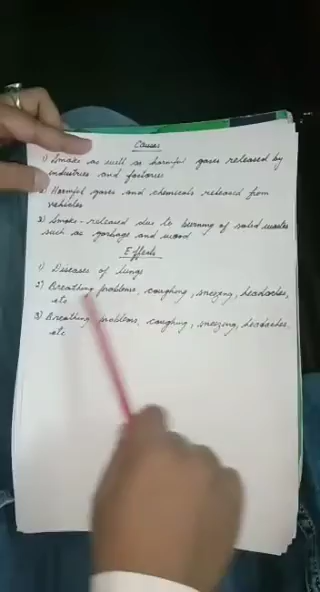 Causes
1) Smoke as well as harmful gases released by
industries and factories
2) Harmful gases and chemicals released from
vehicles
3) Smoke released due to burning of solid wastes
such as garbage and wood
Effects
1) Diseases of lungs
2) Breathing problems, coughing, sneezing, headaches,
etc
3) Breathing problems, coughing, sneezing, headaches,
etc